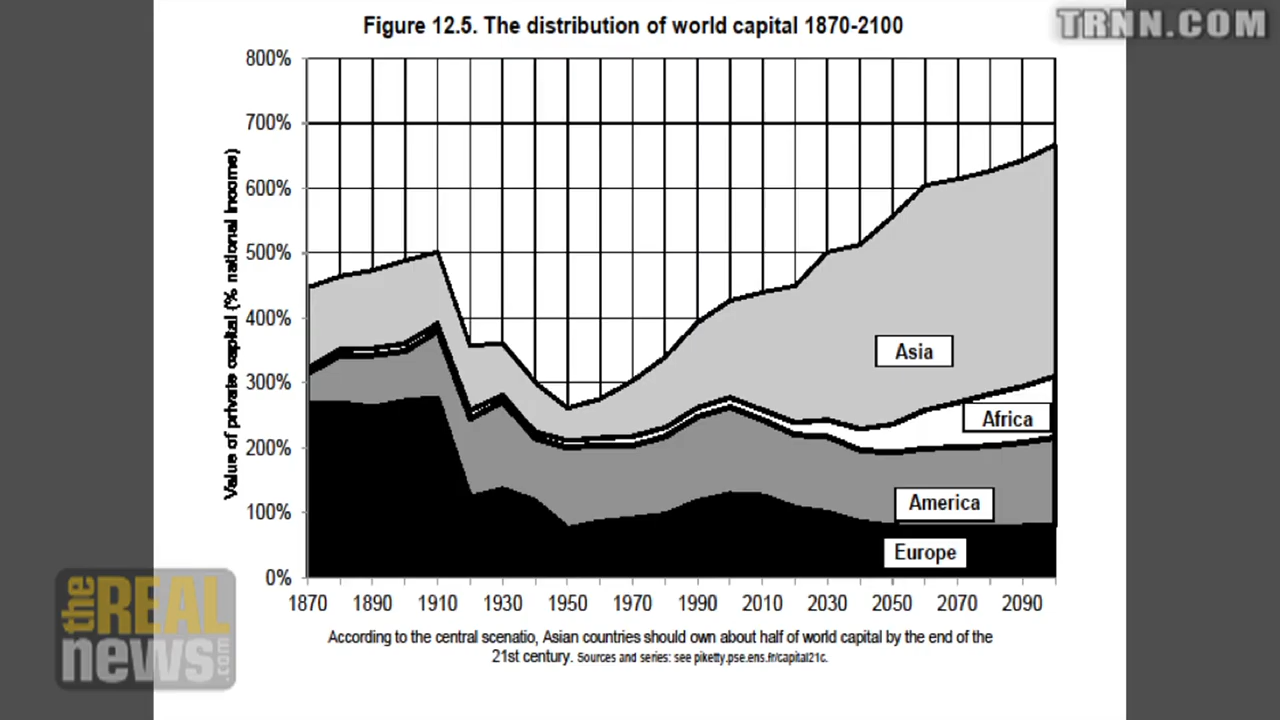 Figure 12.5. The distribution of world capital 1870-2100
TRNN.COM
800%
700%
600%
500%
400%
300%
200%
100%
0%
Value of private capital (% national income)
Asia
Africa
America
Europe
1870 1890 1910 1930 1950 1970 1990 2010 2030 2050 2070 2090
According to the central scenatio, Asian countries should own about half of world capital by the end of the
21st century. Sources and series: see piketty.pse.ens.fr/capital21c.
the REAL
news.com